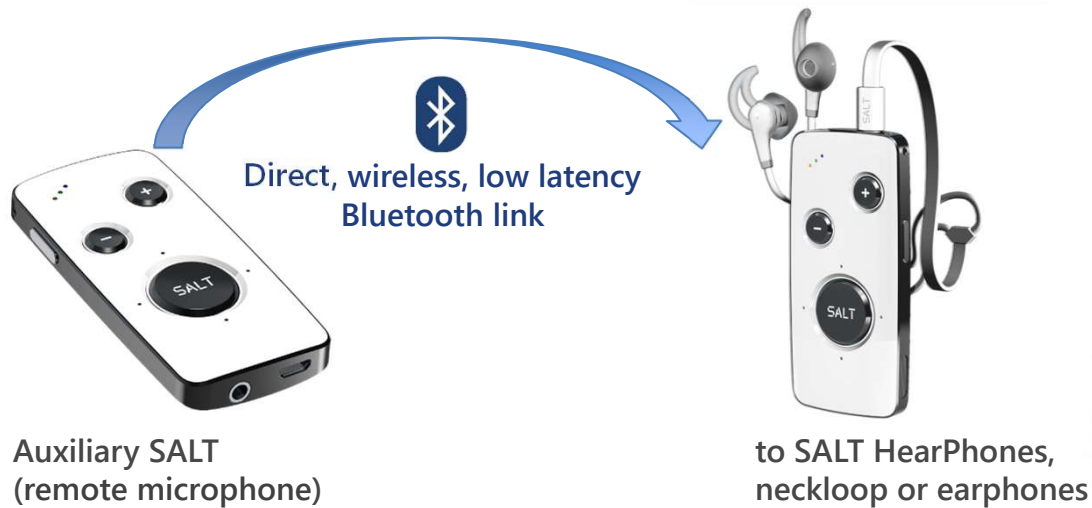 Direct, wireless, low latency
Bluetooth link
SALT
SALT
SALT
Auxiliary SALT
(remote microphone)
to SALT HearPhones,
neckloop or earphones